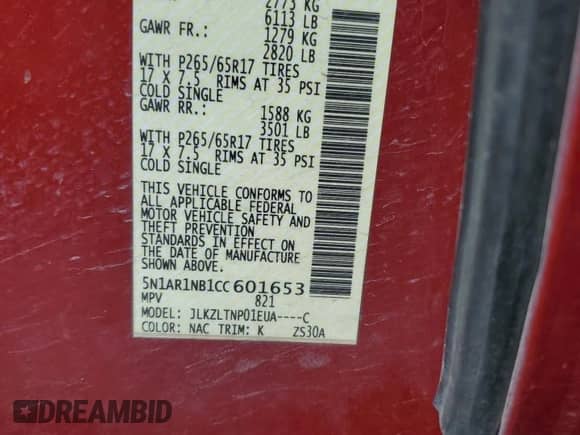 2773 KG
6113 LB
GAWR FR.: 1279 KG
2820 LB
WITH P265/65R17 TIRES
17 X 7.5 RIMS AT 35 PSI
COLD SINGLE
GAWR RR.: 1588 KG
3501 LB
WITH P265/65R17 TIRES
17 X 7.5 RIMS AT 35 PSI
COLD SINGLE
THIS VEHICLE CONFORMS TO
ALL APPLICABLE FEDERAL
MOTOR VEHICLE SAFETY AND
THEFT PREVENTION
STANDARDS IN EFFECT ON
THE DATE OF MANUFACTURE
SHOWN ABOVE.
5N1AR1NB1CC601653
MPV 821
MODEL: JLKZLTNP01EUA----C
COLOR: NAC TRIM: K ZS30A
DREAMBID